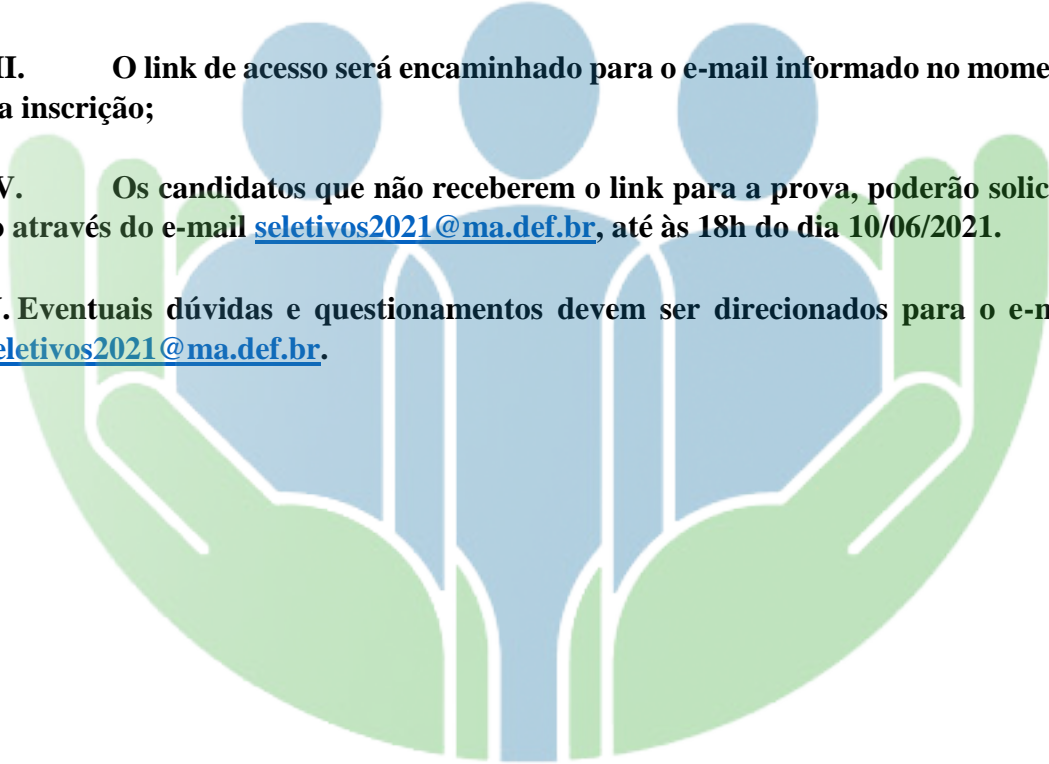 II. O link de acesso será encaminhado para o e-mail informado no mome
a inscrição;
V. Os candidatos que não receberem o link para a prova, poderão solic
o através do e-mail seletivos2021@ma.def.br, até às 18h do dia 10/06/2021.
. Eventuais dúvidas e questionamentos devem ser direcionados para o e-m
eletivos2021@ma.def.br.